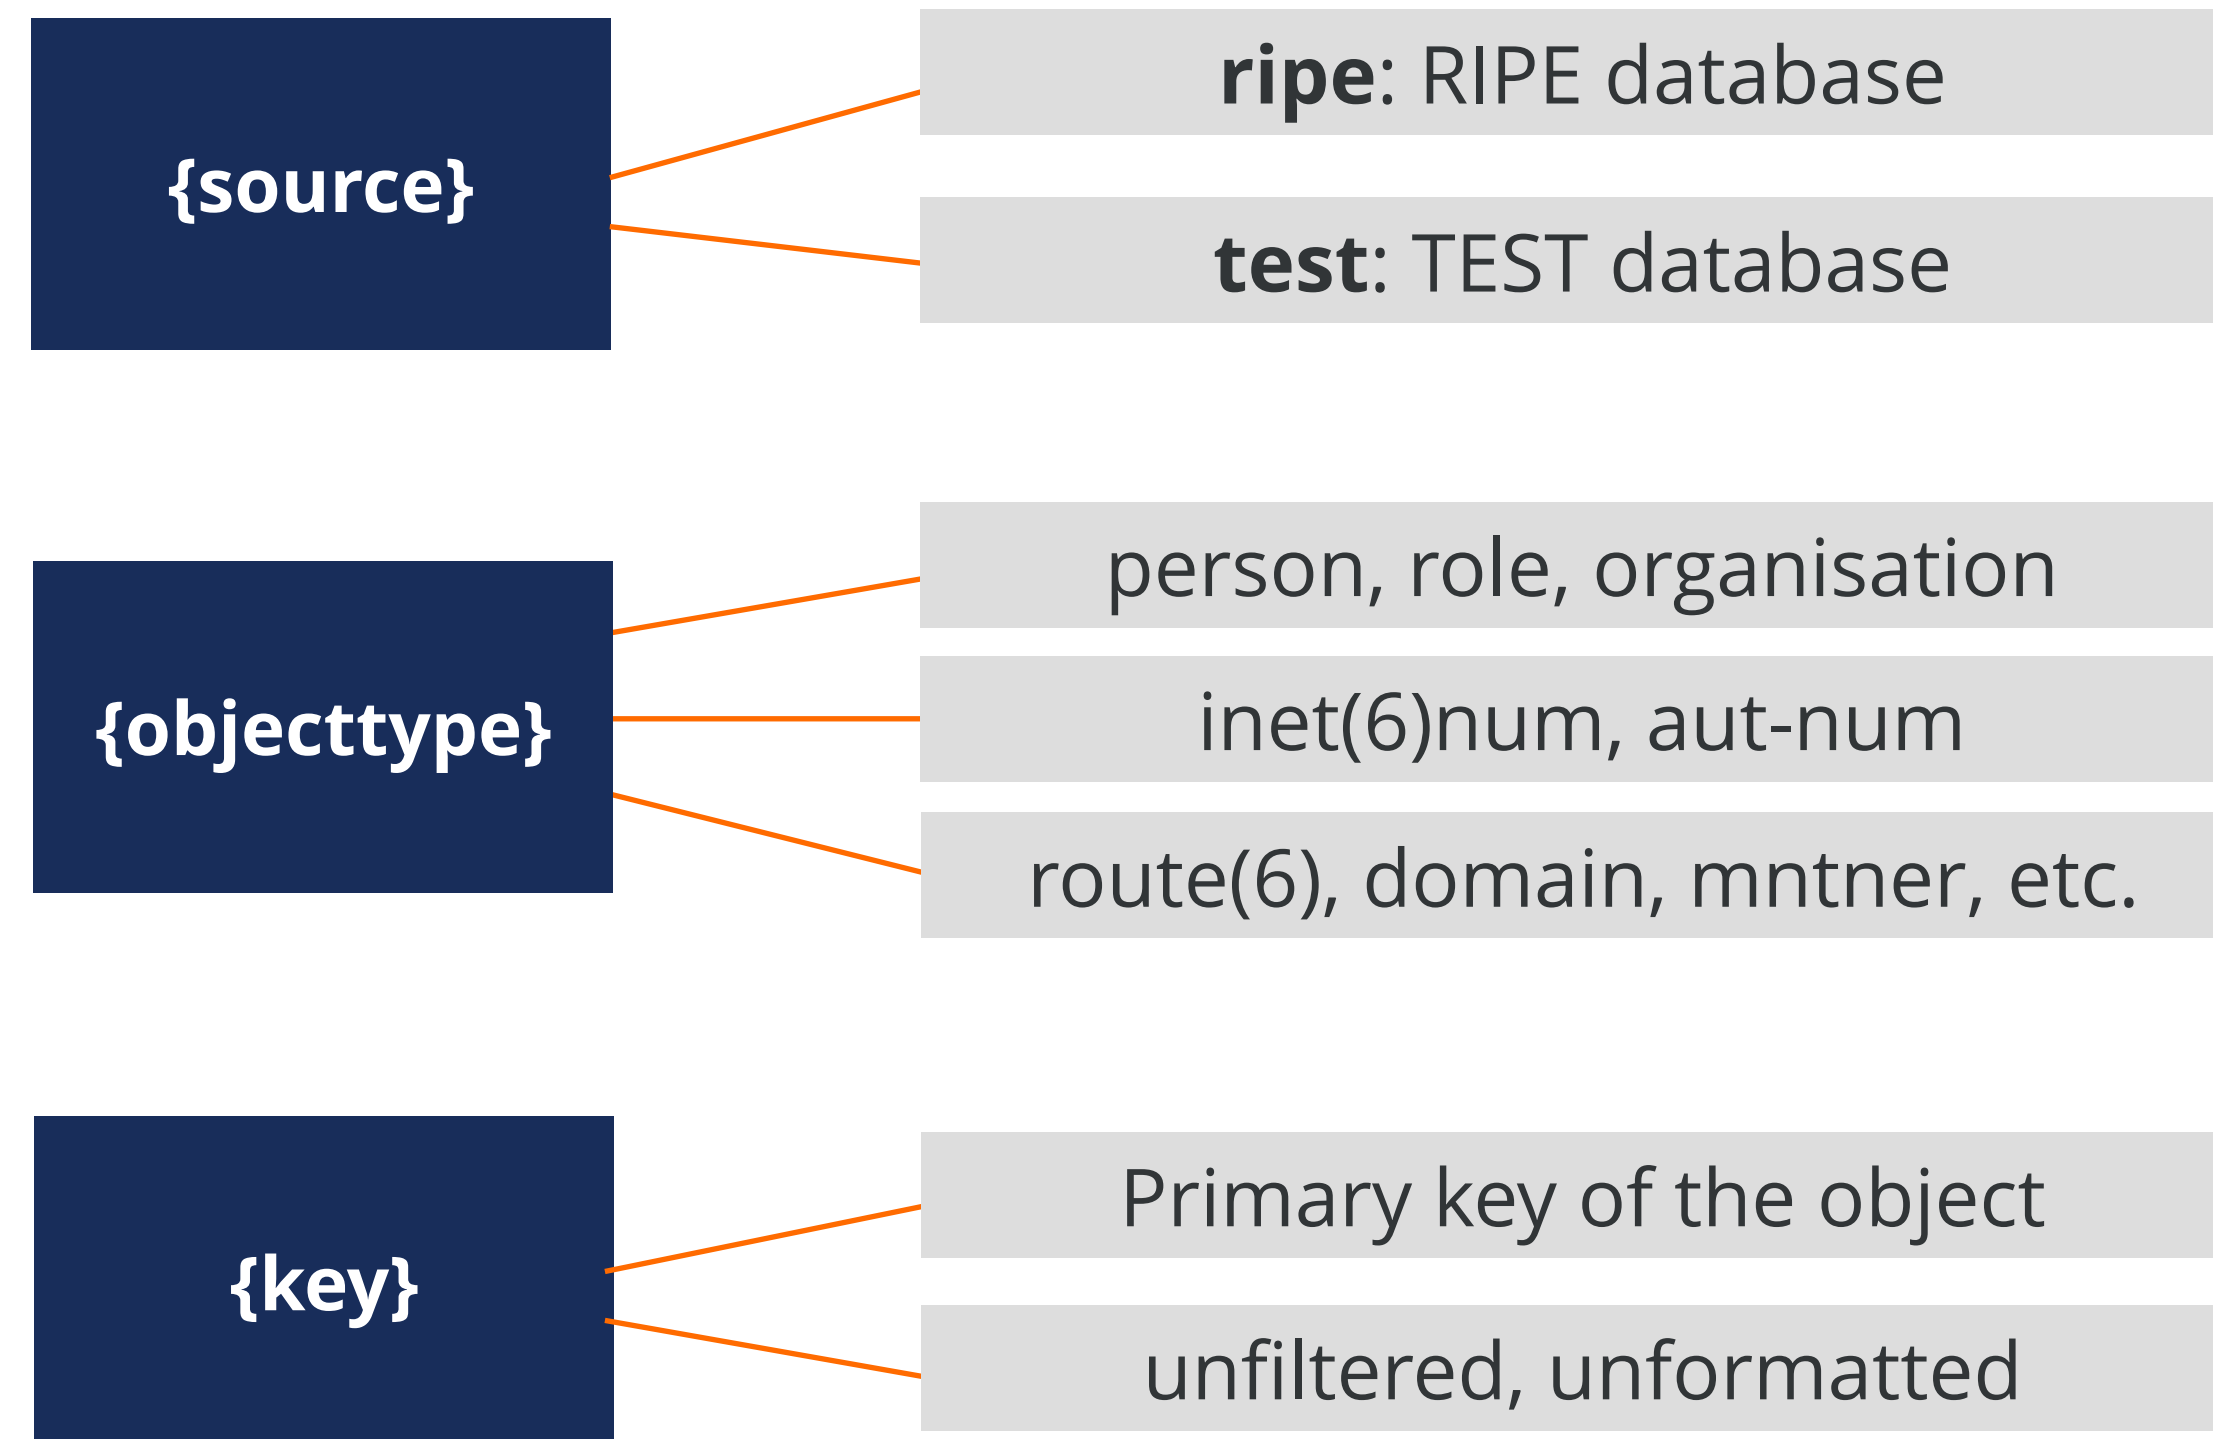 {source}
ripe: RIPE database
test: TEST database
{objecttype}
person, role, organisation
inet(6)num, aut-num
route(6), domain, mntner, etc.
{key}
Primary key of the object
unfiltered, unformatted